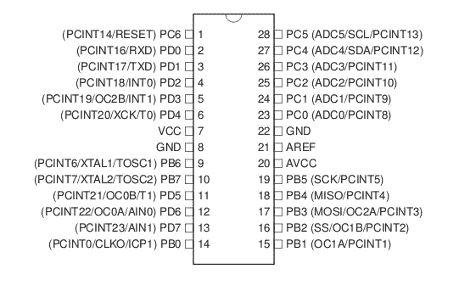 (PCINT14/RESET) PC6 1 28 PC5 (ADC5/SCL/PCINT13)
(PCINT16/RXD) PD0 2 27 PC4 (ADC4/SDA/PCINT12)
(PCINT17/TXD) PD1 3 26 PC3 (ADC3/PCINT11)
(PCINT18/INT0) PD2 4 25 PC2 (ADC2/PCINT10)
(PCINT19/OC2B/INT1) PD3 5 24 PC1 (ADC1/PCINT9)
(PCINT20/XCK/T0) PD4 6 23 PC0 (ADC0/PCINT8)
VCC 7 22 GND
GND 8 21 AREF
(PCINT6/XTAL1/TOSC1) PB6 9 20 AVCC
(PCINT7/XTAL2/TOSC2) PB7 10 19 PB5 (SCK/PCINT5)
(PCINT21/OC0B/T1) PD5 11 18 PB4 (MISO/PCINT4)
(PCINT22/OC0A/AIN0) PD6 12 17 PB3 (MOSI/OC2A/PCINT3)
(PCINT23/AIN1) PD7 13 16 PB2 (SS/OC1B/PCINT2)
(PCINT0/CLKO/ICP1) PB0 14 15 PB1 (OC1A/PCINT1)